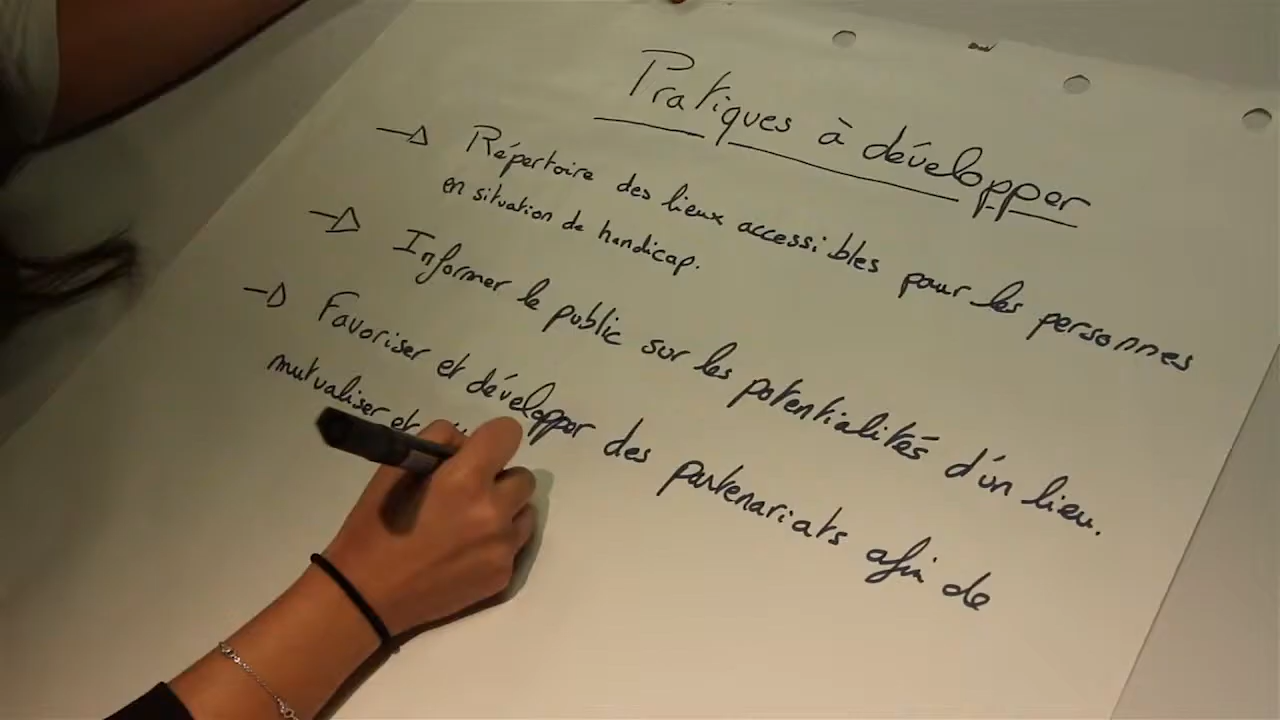 Pratiques à développer
Répertoire des lieux accessibles pour les personnes
en situation de handicap.
Informer le public sur les potentialités d'un lieu.
Favoriser et développer des partenariats afin de
mutualiser et